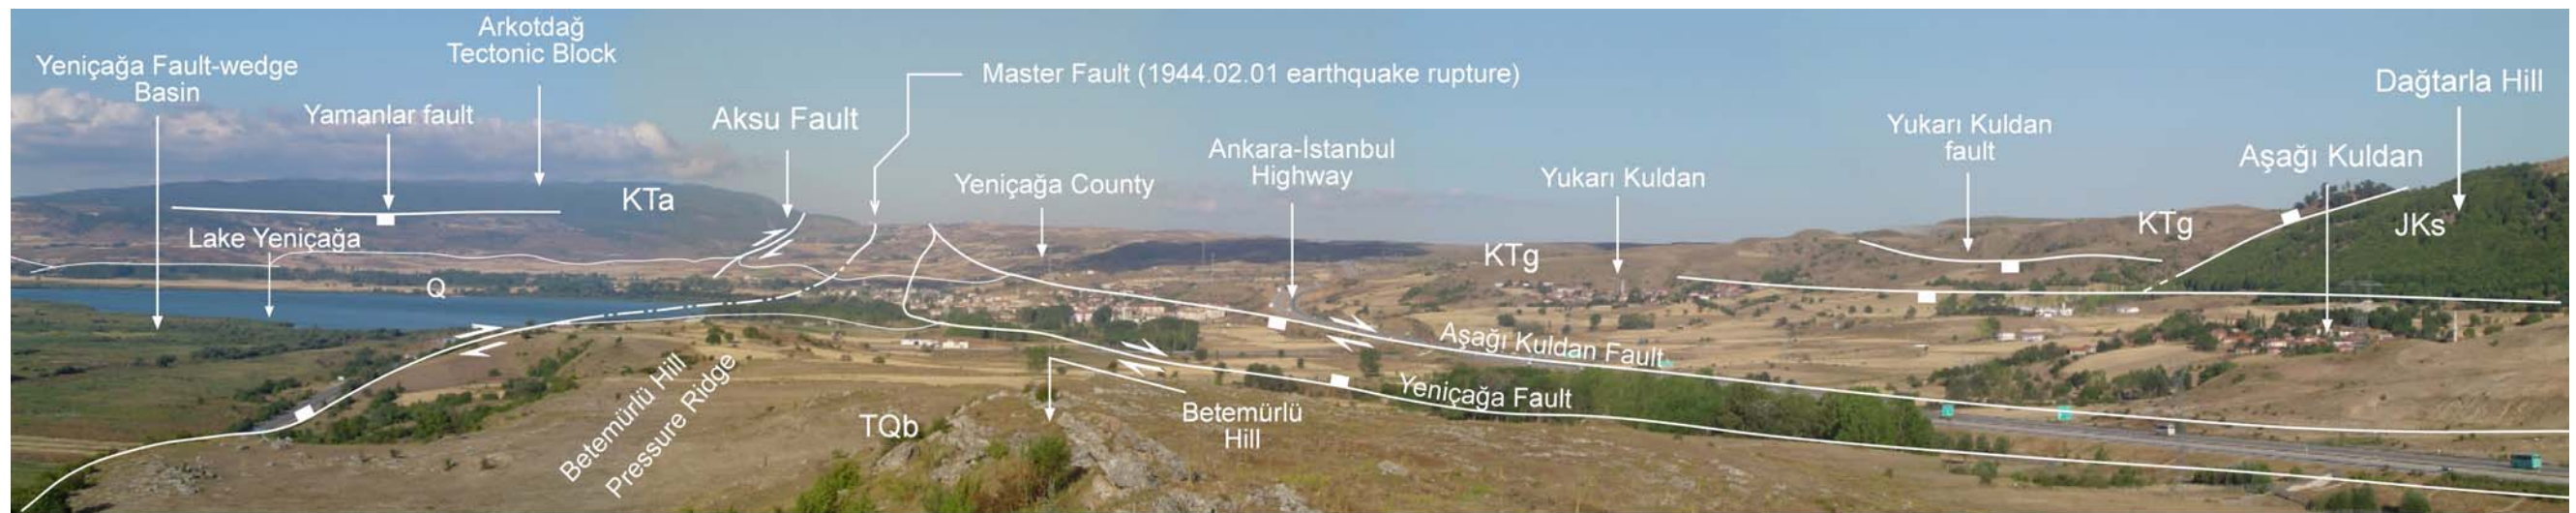 Arkotdağ
Tectonic Block
Yeniçağa Fault-wedge
Basin
Yamanlar fault
Aksu Fault
Master Fault (1944.02.01 earthquake rupture)
Dağtarla Hill
Yukarı Kuldan
fault
Ankara-İstanbul
Highway
Aşağı Kuldan
Yeniçağa County
Yukarı Kuldan
KTa
KTg
JKs
Lake Yeniçağa
KTg
Q
Aşağı Kuldan Fault
Yeniçağa Fault
Betemürlü Hill
Pressure Ridge
TQb
Betemürlü
Hill